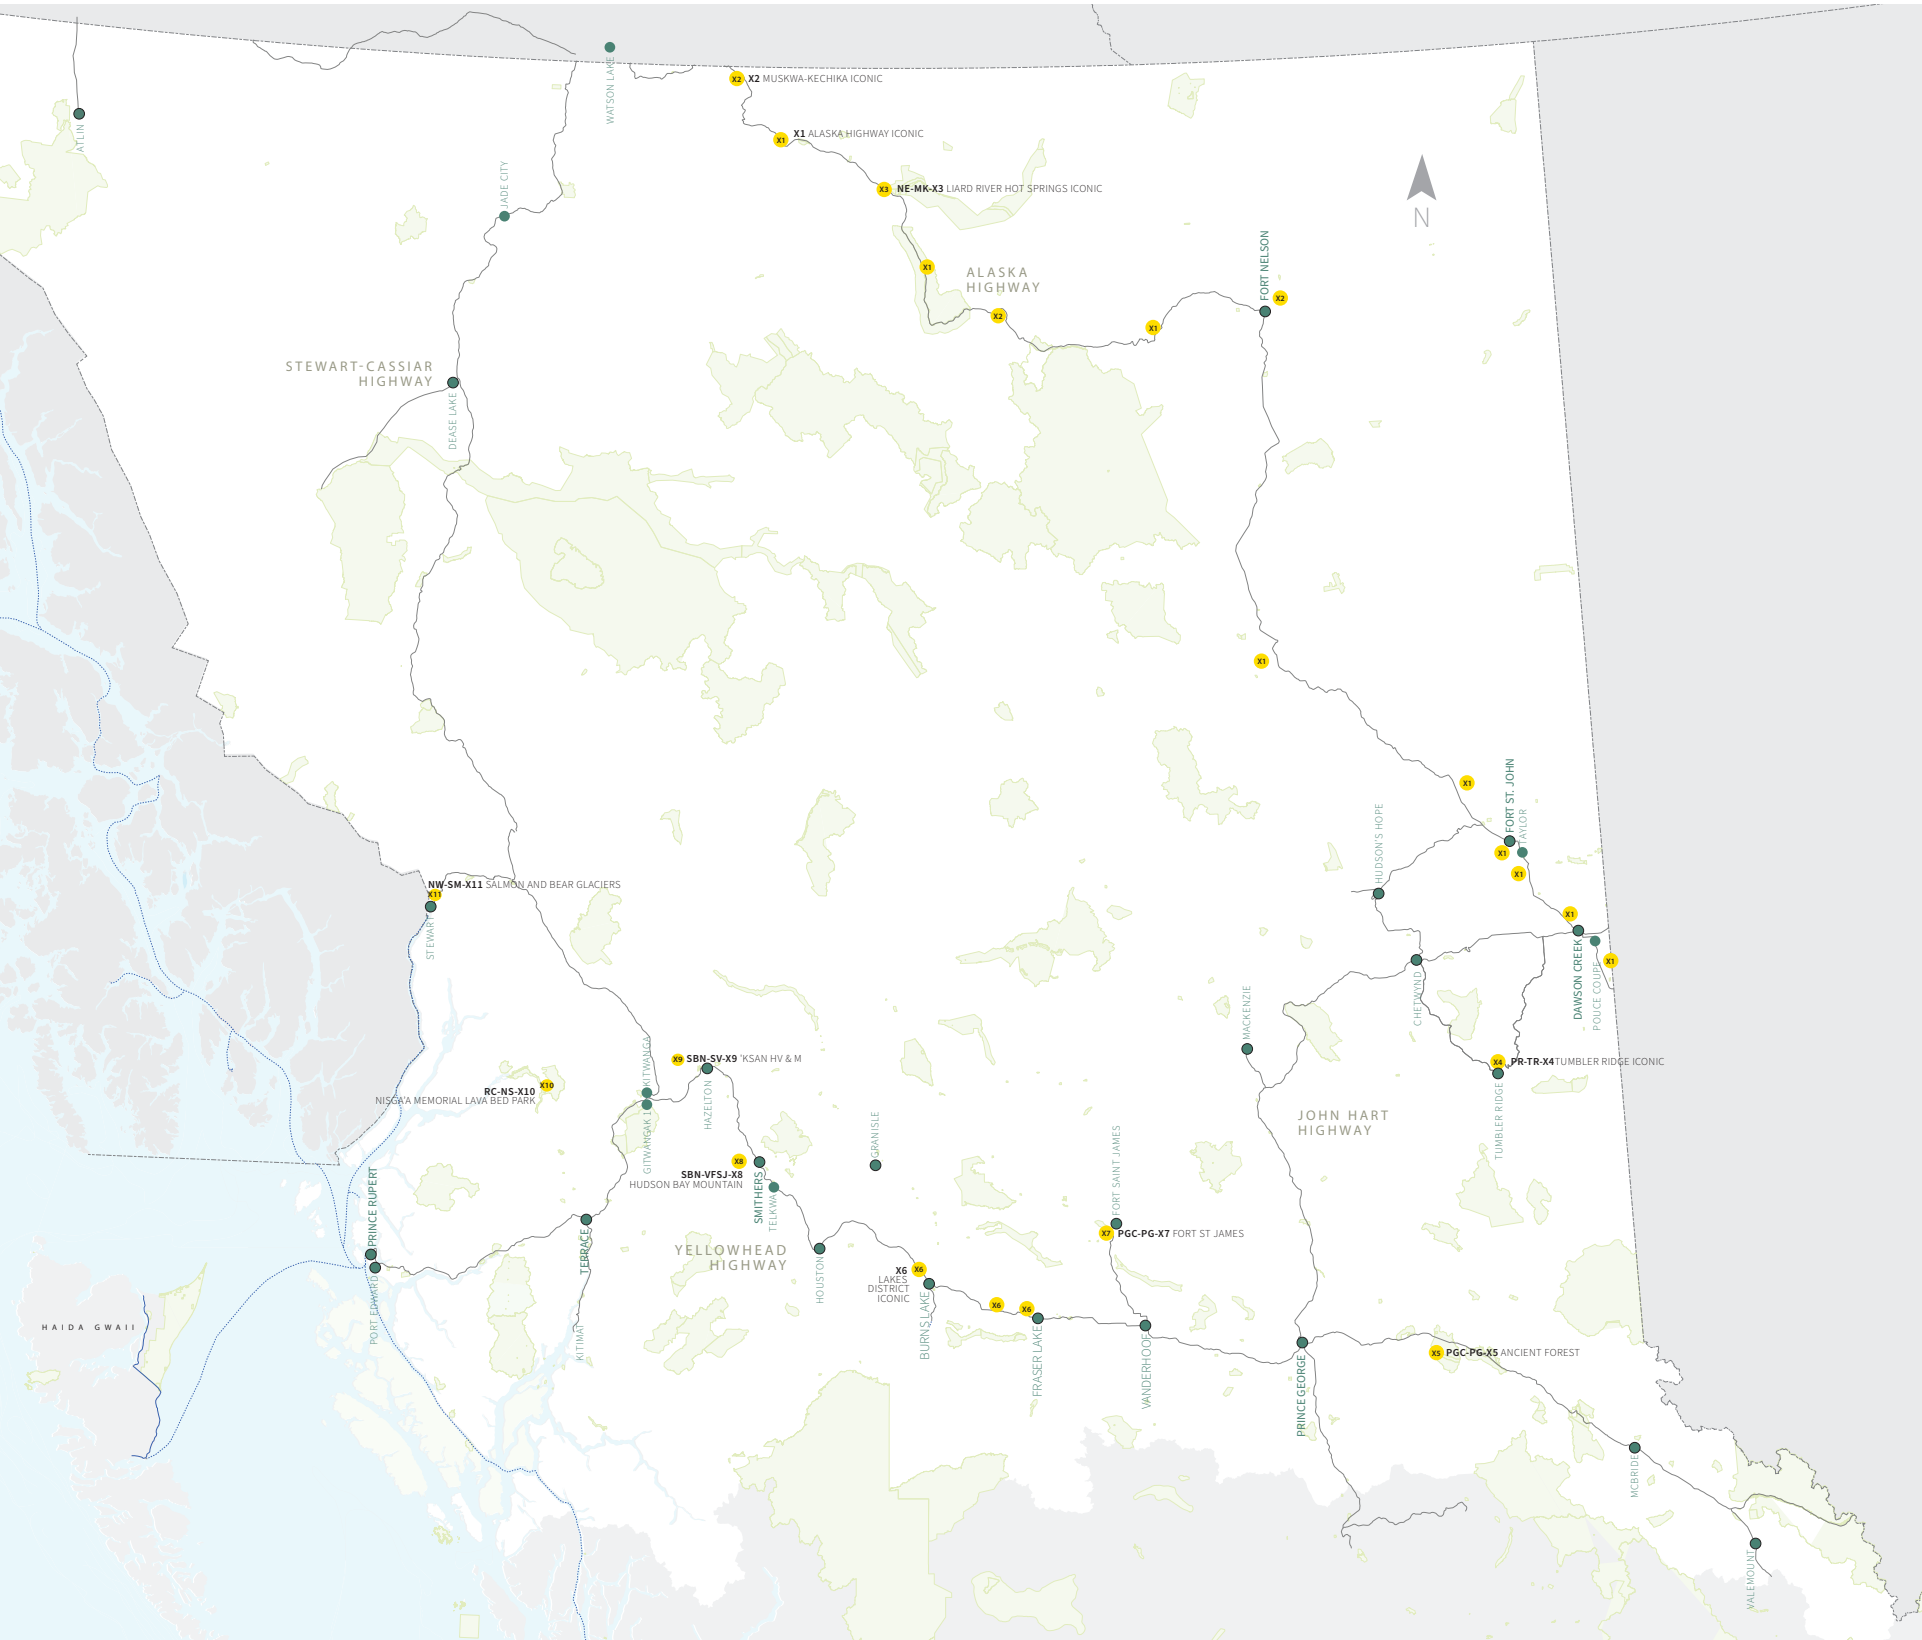 WATSON LAKE
X2 X2 MUSKWA-KECHIKA ICONIC
ATLIN
X1 X1 ALASKA HIGHWAY ICONIC
JADE CITY
X3 NE-MK-X3 LIARD RIVER HOT SPRINGS ICONIC
N
FORT NELSON
X1
ALASKA
HIGHWAY
X2
X2
X1
STEWART-CASSIAR
HIGHWAY
DEASE LAKE
X1
X1
FORT ST. JOHN
TAYLOR
HUDSON'S HOPE
X1
X1
NW-SM-X11 SALMON AND BEAR GLACIERS
X11
STEWART
X1
DAWSON CREEK
POUCE COUPE
X1
CHETWYND
MACKENZIE
KITWANGA
X9 SBN-SV-X9 'KSAN HV & M
HAZELTON
X4 PR-TR-X4 TUMBLER RIDGE ICONIC
TUMBLER RIDGE
RC-NS-X10 X10
NISGA'A MEMORIAL LAVA BED PARK
GITWANGAK 1
JOHN HART
HIGHWAY
GRANISLE
FORT SAINT JAMES
X8
SBN-VFSJ-X8
HUDSON BAY MOUNTAIN
SMITHERS
TELKWA
PRINCE RUPERT
PORT EDWARD
TERRACE
KITIMAT
X7 PGC-PG-X7 FORT ST JAMES
YELLOWHEAD
HIGHWAY
HOUSTON
X6 X6
LAKES
DISTRICT
ICONIC
BURNS LAKE
X6
X6
FRASER LAKE
VANDERHOOF
HAIDA GWAII
PRINCE GEORGE
X5 PGC-PG-X5 ANCIENT FOREST
MCBRIDE
VALEMOUNT